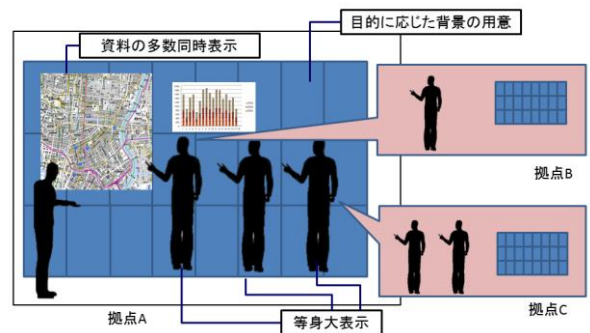 資料の多数同時表示
目的に応じた背景の用意
拠点B
拠点A
等身大表示
拠点C